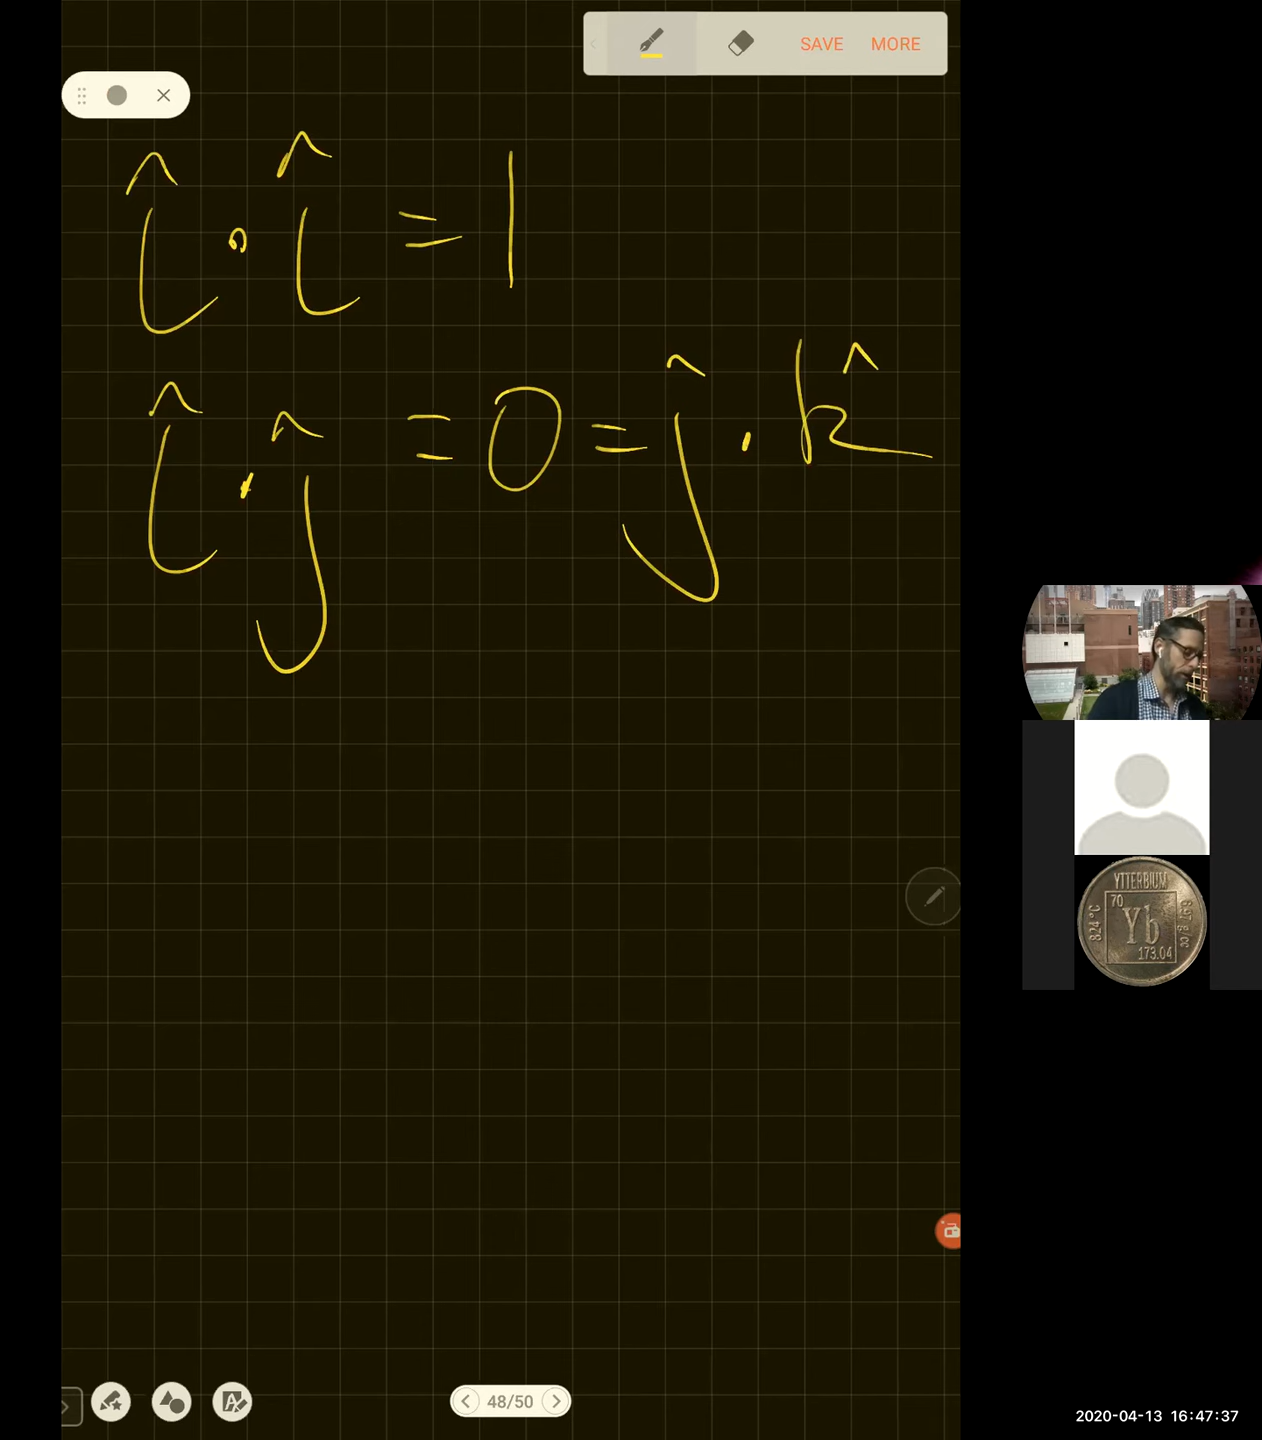 SAVE MORE
î · î = 1
î · ĵ = 0 = ĵ · k̂
YTTERBIUM
70
Yb
173.04
824 °C
48/50
2020-04-13 16:47:37